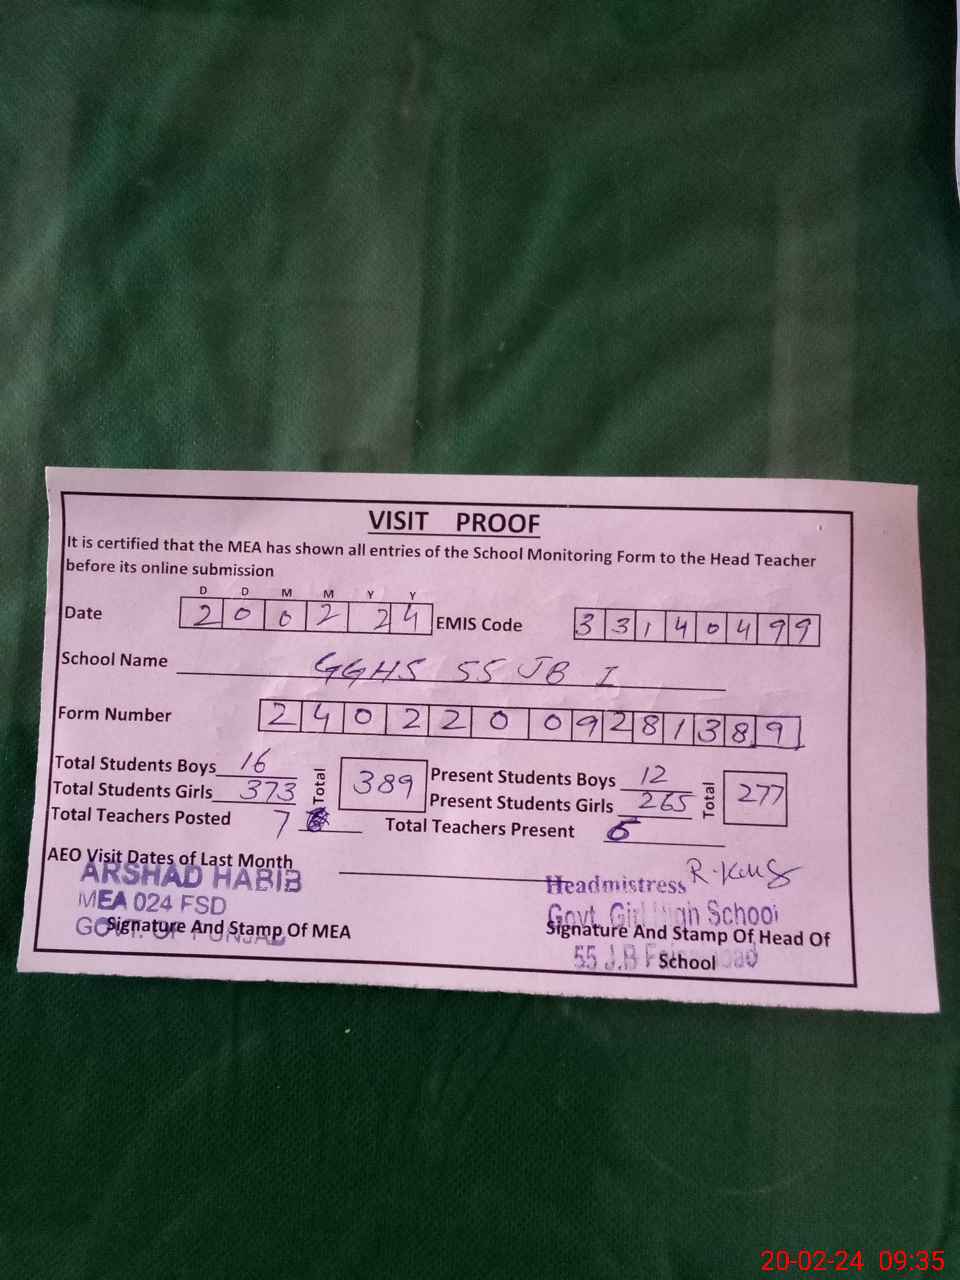 VISIT PROOF
It is certified that the MEA has shown all entries of the School Monitoring Form to the Head Teacher
before its online submission
D D M M Y Y
Date 2 0 0 2 2 4 EMIS Code 3 3 1 4 0 4 9 9
School Name GGHS 55 JB I
Form Number 2 4 0 2 2 0 0 9 2 8 1 3 8 9
Total Students Boys 16 Total 389 Present Students Boys 12 Total 277
Total Students Girls 373 Present Students Girls 265
Total Teachers Posted 7 Total Teachers Present 6
AEO Visit Dates of Last Month
ARSHAD HABIB
MEA 024 FSD
GOVT. OF PUNJAB
Signature And Stamp Of MEA
Headmistress
Govt. Girl High School
Signature And Stamp Of Head Of
School
55 J.B Faisalabad
20-02-24 09:35